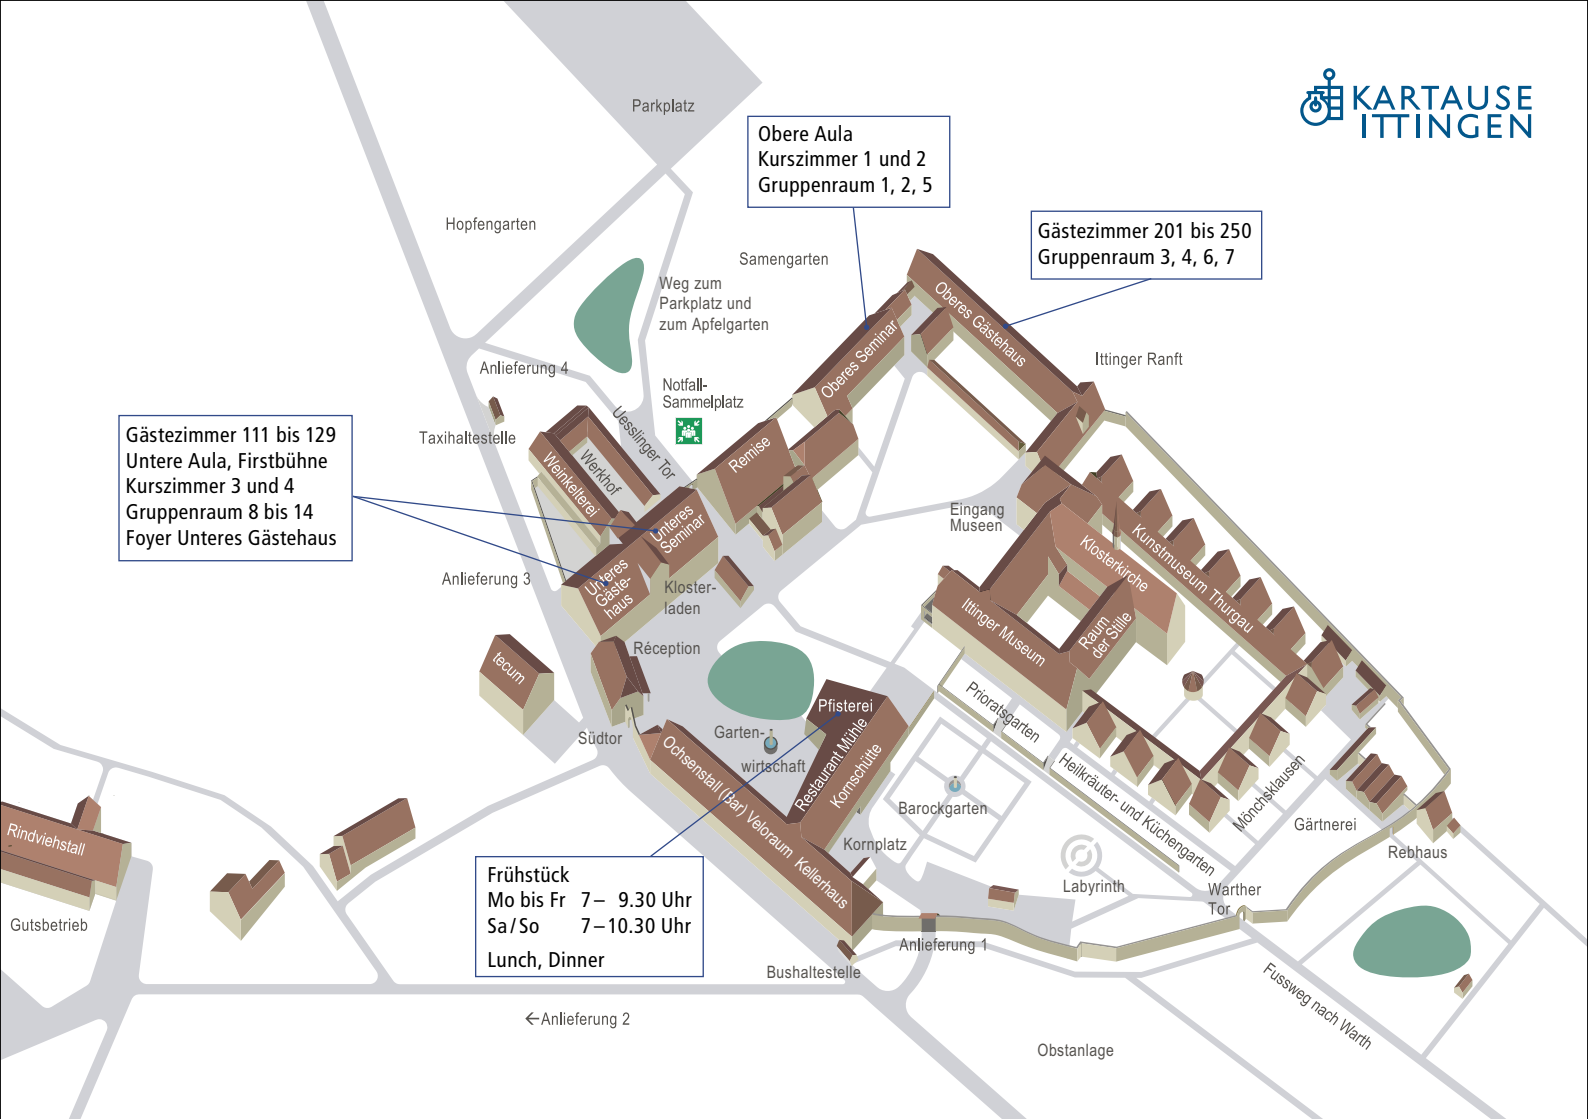 KARTAUSE
ITTINGEN
Parkplatz
Obere Aula
Kurszimmer 1 und 2
Gruppenraum 1, 2, 5
Hopfengarten
Gästezimmer 201 bis 250
Gruppenraum 3, 4, 6, 7
Samengarten
Weg zum
Parkplatz und
zum Apfelgarten
Oberes Gästehaus
Oberes Seminar
Ittinger Ranft
Anlieferung 4
Notfall-
Sammelplatz
Taxihaltestelle
Uesslinger Tor
Gästezimmer 111 bis 129
Untere Aula, Firstbühne
Kurszimmer 3 und 4
Gruppenraum 8 bis 14
Foyer Unteres Gästehaus
Weinkelterei
Werkhof
Remise
Unteres
Seminar
Eingang
Museen
Klosterkirche
Kunstmuseum Thurgau
Anlieferung 3
Unteres
Gäste-
haus
Kloster-
laden
Ittinger Museum
Raum
der Stille
Réception
tecum
Prioratsgarten
Pfisterei
Südtor
Garten-
wirtschaft
Restaurant Mühle
Kornschütte
Ochsenstall (Bar) Veloraum Kellerhaus
Heilkräuter- und Küchengarten
Mönchsklausen
Barockgarten
Gärtnerei
Rindviehstall
Kornplatz
Rebhaus
Labyrinth
Warther
Tor
Frühstück
Mo bis Fr 7 – 9.30 Uhr
Sa/So 7 – 10.30 Uhr
Lunch, Dinner
Gutsbetrieb
Anlieferung 1
Bushaltestelle
Fussweg nach Warth
←Anlieferung 2
Obstanlage